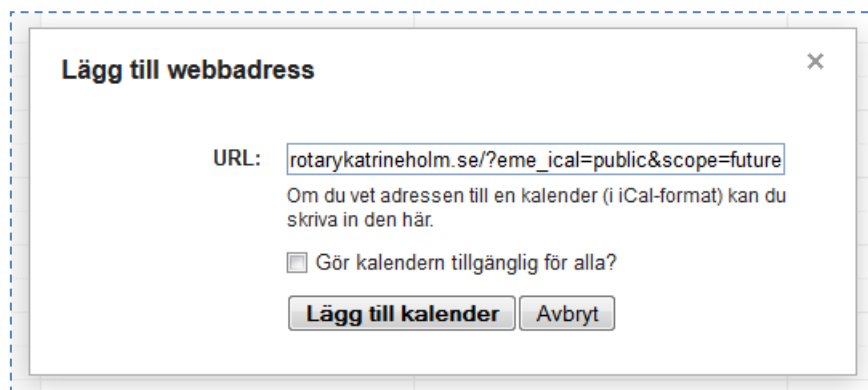 Lägg till webbadress
URL: rotarykatrineholm.se/?eme_ical=public&scope=future
Om du vet adressen till en kalender (i iCal-format) kan du
skriva in den här.
Gör kalendern tillgänglig för alla?
Lägg till kalender Avbryt